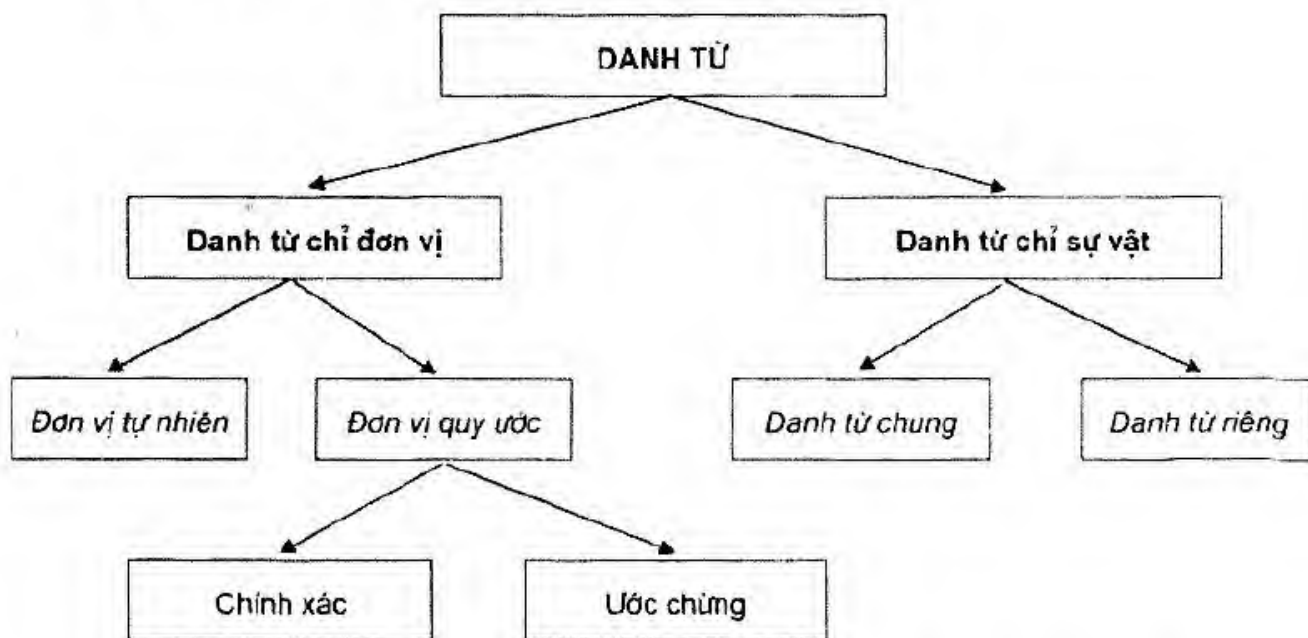 DANH TỪ
Danh từ chỉ đơn vị
Danh từ chỉ sự vật
Đơn vị tự nhiên
Đơn vị quy ước
Danh từ chung
Danh từ riêng
Chính xác
Ước chừng